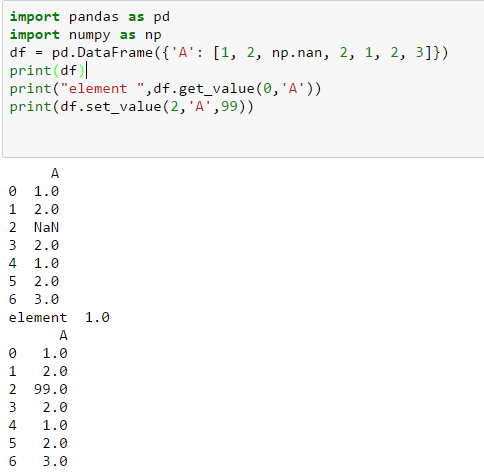 import pandas as pd
import numpy as np
df = pd.DataFrame({'A': [1, 2, np.nan, 2, 1, 2, 3]})
print(df)
print("element ",df.get_value(0,'A'))
print(df.set_value(2,'A',99))
A
0 1.0
1 2.0
2 NaN
3 2.0
4 1.0
5 2.0
6 3.0
element  1.0
A
0 1.0
1 2.0
2 99.0
3 2.0
4 1.0
5 2.0
6 3.0